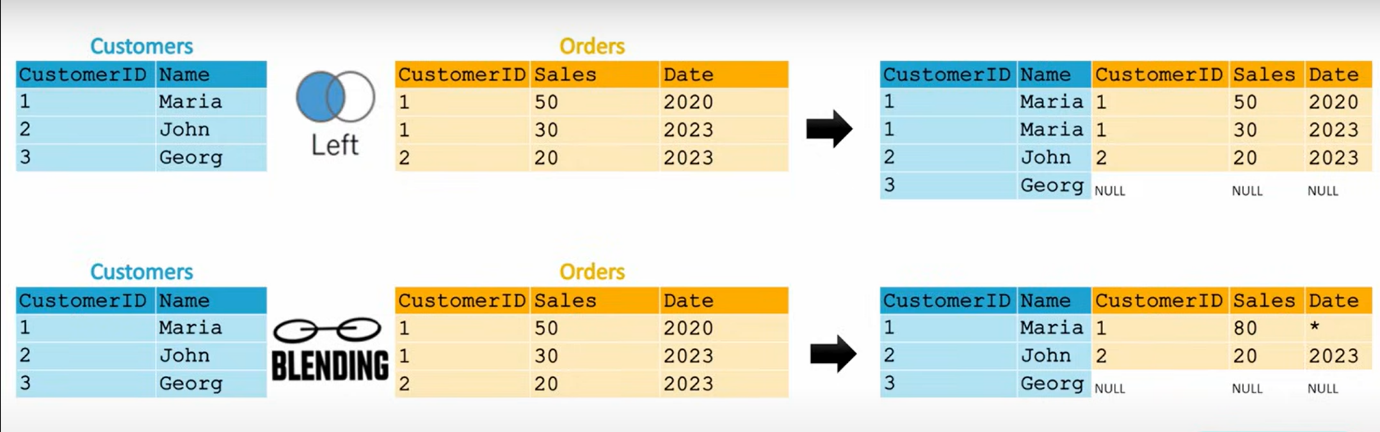 Customers Orders
CustomerID Name CustomerID Sales Date CustomerID Name CustomerID Sales Date
1 Maria 1 50 2020 1 Maria 1 50 2020
2 John 1 30 2023 1 Maria 1 30 2023
3 Georg 2 20 2023 2 John 2 20 2023
Left
3 Georg NULL NULL NULL
Customers Orders
CustomerID Name CustomerID Sales Date CustomerID Name CustomerID Sales Date
1 Maria 1 50 2020 1 Maria 1 80 *
2 John 1 30 2023 2 John 2 20 2023
3 Georg 2 20 2023 3 Georg NULL NULL NULL
BLENDING